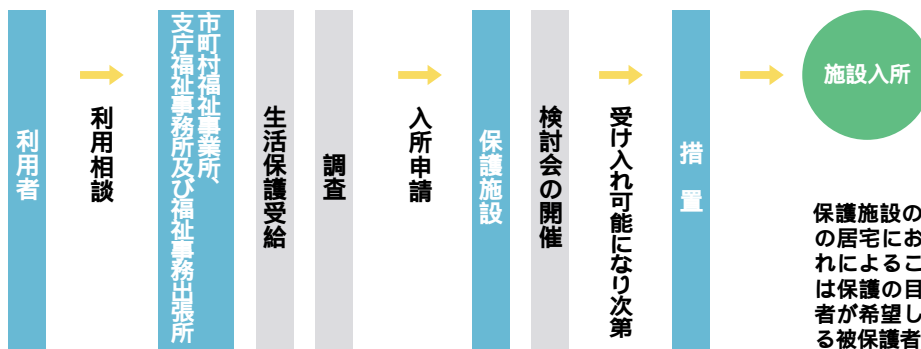 利用者
利用相談
市町村福祉事業所、
支庁福祉事務所及び福祉事務出張所
生活保護受給
調査
入所申請
保護施設
検討会の開催
受け入れ可能になり次第
措置
施設入所
保護施設の
の居宅にお
れによるこ
は保護の目
者が希望し
る被保護者